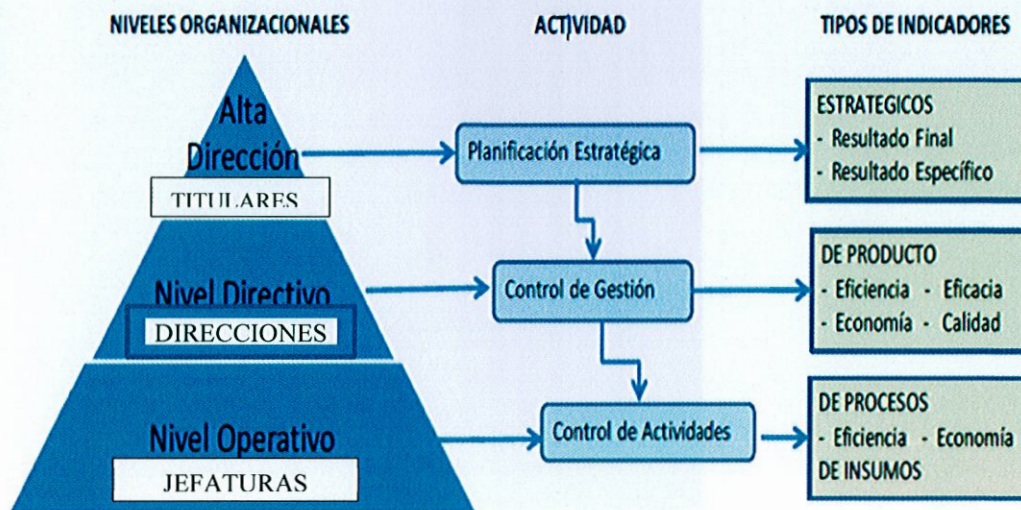 NIVELES ORGANIZACIONALES
ACTIVIDAD
TIPOS DE INDICADORES
Alta
Dirección
TITULARES
Planificación Estratégica
ESTRATEGICOS
- Resultado Final
- Resultado Específico
Nivel Directivo
DIRECCIONES
Control de Gestión
DE PRODUCTO
- Eficiencia - Eficacia
- Economía - Calidad
Nivel Operativo
JEFATURAS
Control de Actividades
DE PROCESOS
- Eficiencia - Economía
DE INSUMOS